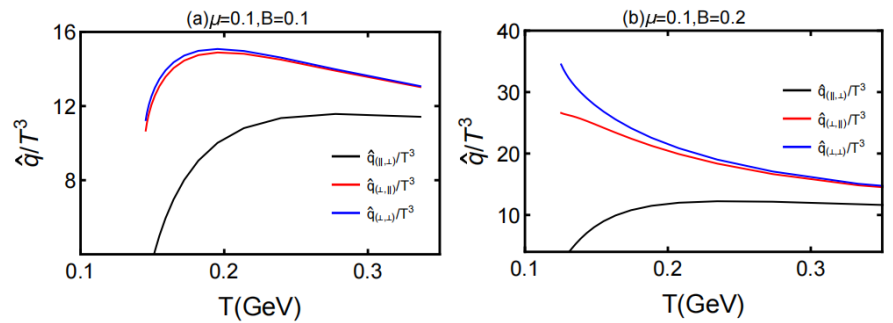 (a)μ=0.1,B=0.1
16
12
8
q̂/T³
q̂(∥,⊥)/T³
q̂(⊥,∥)/T³
q̂(⊥,⊥)/T³
0.1 0.2 0.3
T(GeV)
(b)μ=0.1,B=0.2
40
30
20
10
q̂/T³
q̂(∥,⊥)/T³
q̂(⊥,∥)/T³
q̂(⊥,⊥)/T³
0.1 0.2 0.3
T(GeV)